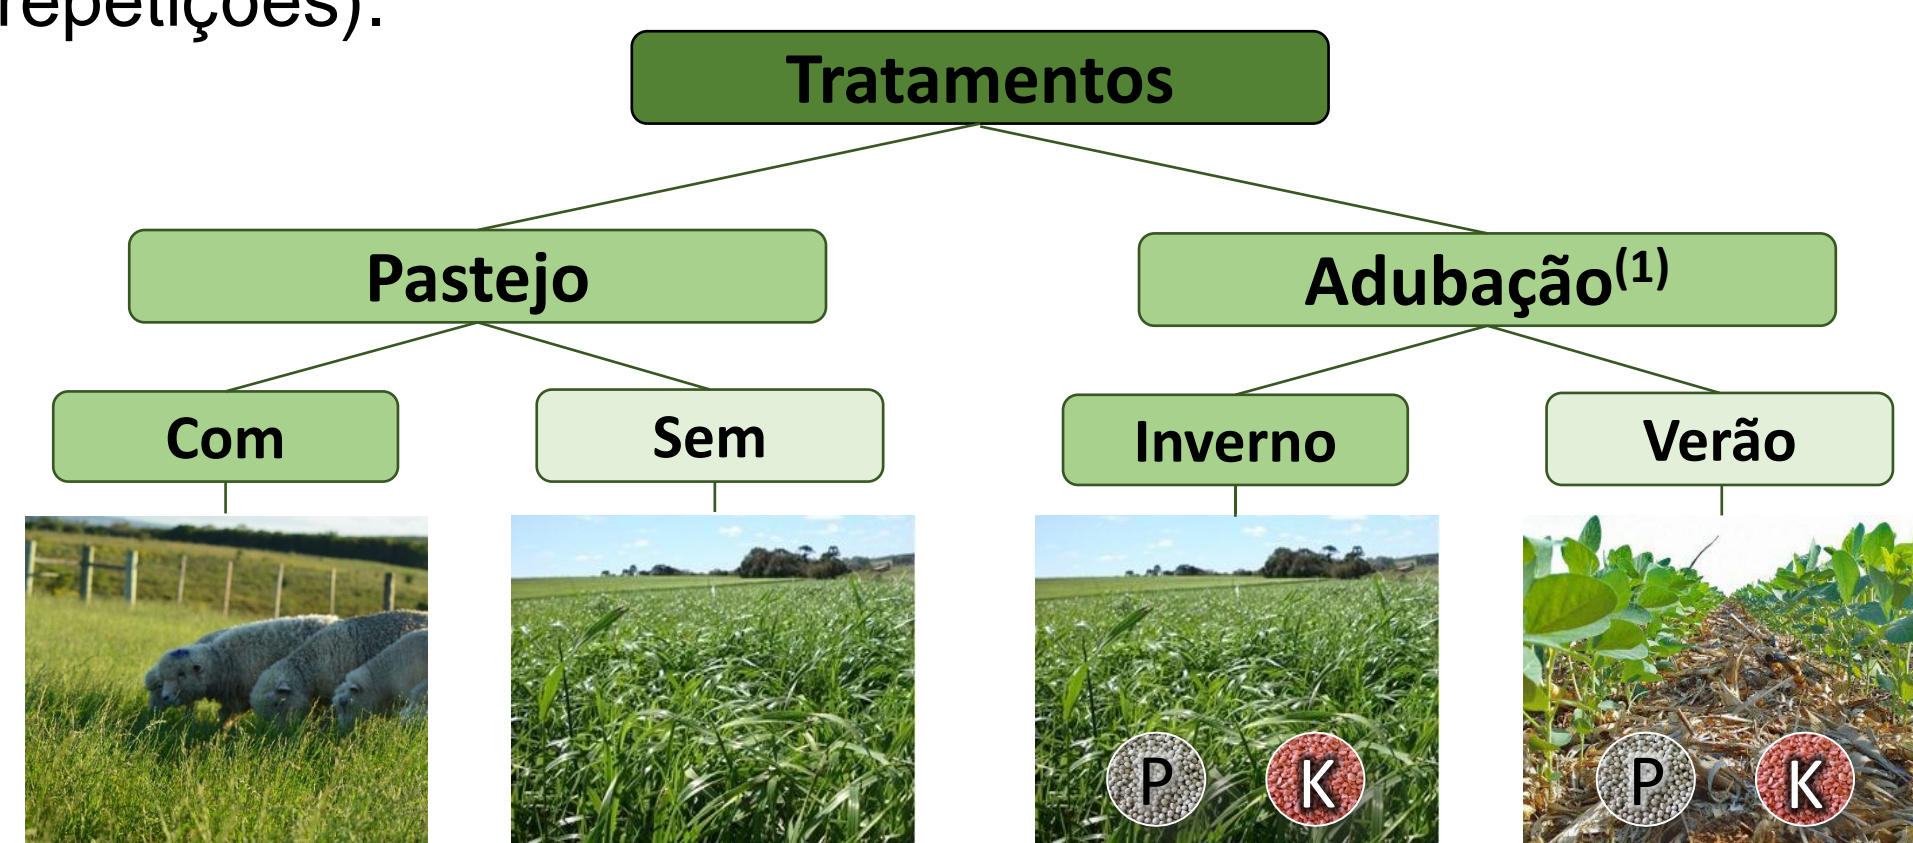 repetições).
Tratamentos
Pastejo
Adubação⁽¹⁾
Com
Sem
Inverno
Verão
P
K
P
K